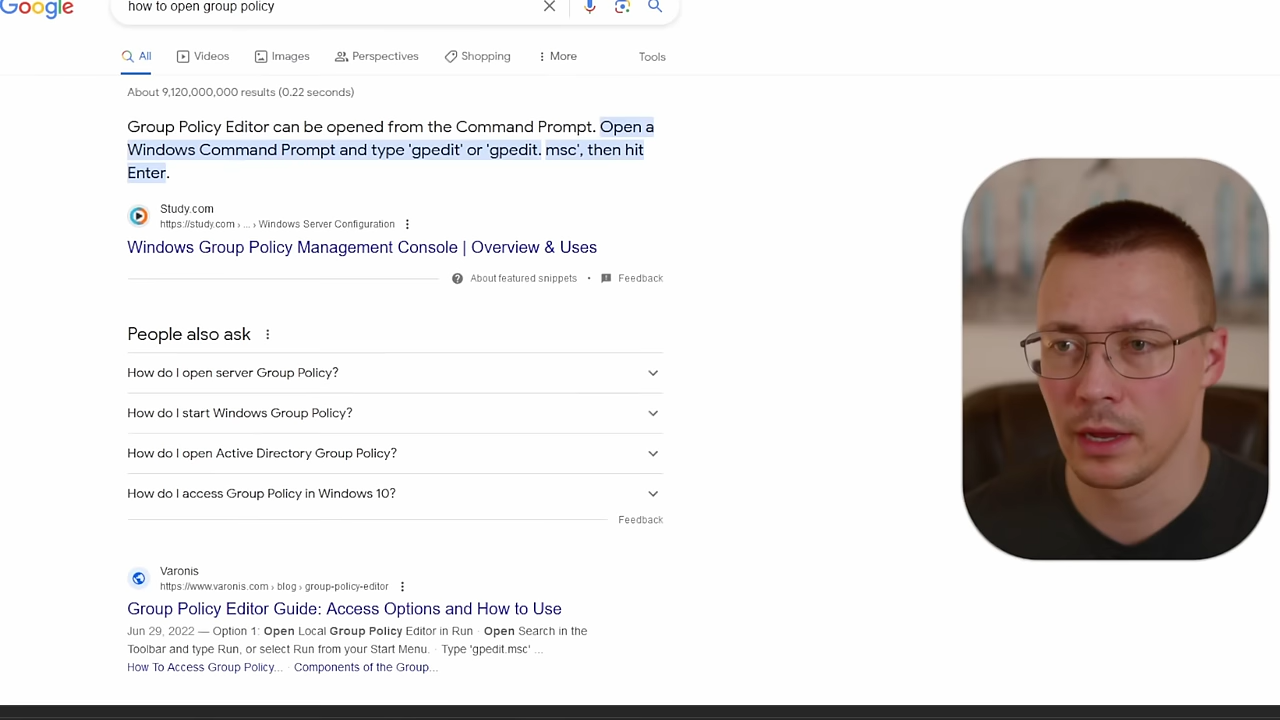 Google
how to open group policy
All Videos Images Perspectives Shopping More Tools
About 9,120,000,000 results (0.22 seconds)
Group Policy Editor can be opened from the Command Prompt. Open a
Windows Command Prompt and type 'gpedit' or 'gpedit. msc', then hit
Enter.
Study.com
https://study.com › ... › Windows Server Configuration
Windows Group Policy Management Console | Overview & Uses
About featured snippets • Feedback
People also ask
How do I open server Group Policy?
How do I start Windows Group Policy?
How do I open Active Directory Group Policy?
How do I access Group Policy in Windows 10?
Feedback
Varonis
https://www.varonis.com › blog › group-policy-editor
Group Policy Editor Guide: Access Options and How to Use
Jun 29, 2022 — Option 1: Open Local Group Policy Editor in Run · Open Search in the
Toolbar and type Run, or select Run from your Start Menu. · Type 'gpedit.msc' ...
How To Access Group Policy... · Components of the Group...